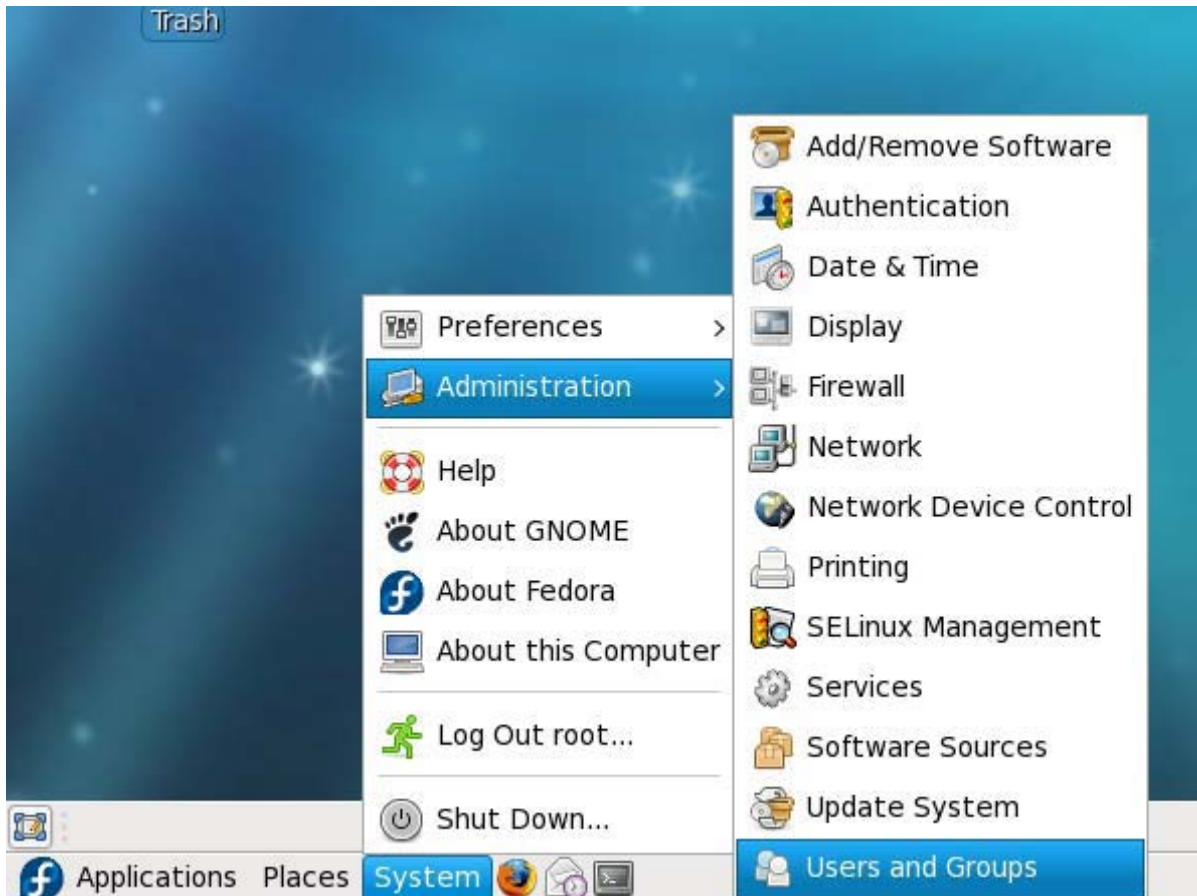 Trash
Add/Remove Software
Authentication
Date & Time
Display
Firewall
Network
Network Device Control
Printing
SELinux Management
Services
Software Sources
Update System
Users and Groups
Preferences
Administration
Help
About GNOME
About Fedora
About this Computer
Log Out root...
Shut Down...
Applications Places System